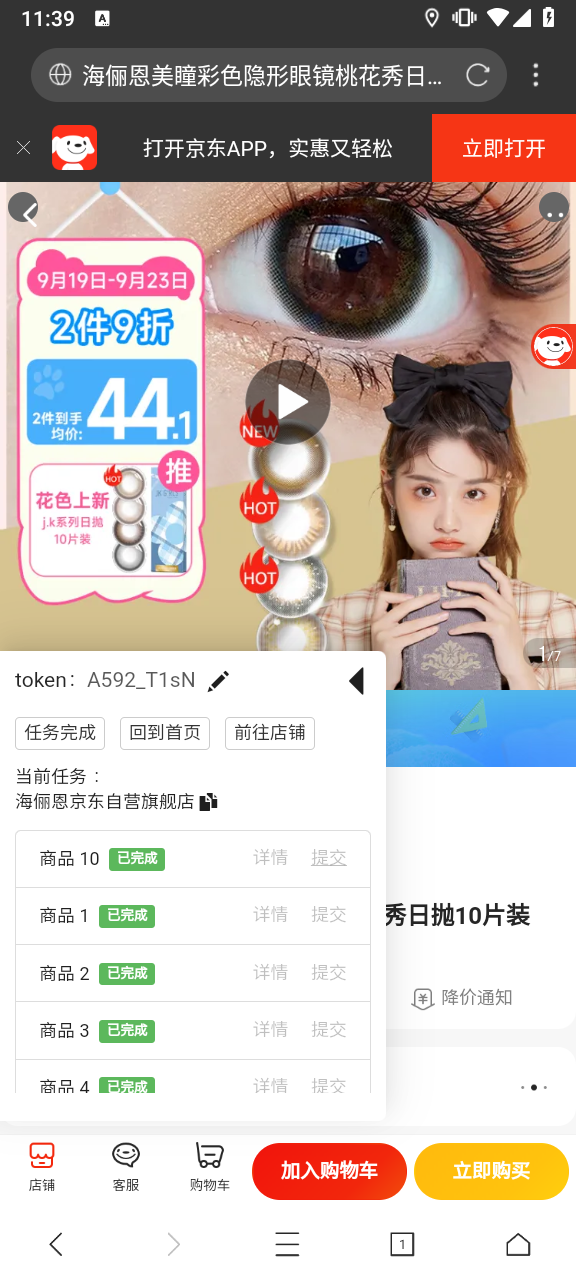 11:39
A
海俪恩美瞳彩色隐形眼镜桃花秀日...
打开京东APP，实惠又轻松
立即打开
9月19日-9月23日
2件9折
2件到手
均价:
44.1
推
HOT
花色上新
j.k系列日抛
10片装
NEW
HOT
HOT
1/7
token： A592_T1sN
任务完成
回到首页
前往店铺
当前任务：
海俪恩京东自营旗舰店
商品 10 已完成 详情 提交
商品 1 已完成 详情 提交
商品 2 已完成 详情 提交
商品 3 已完成 详情 提交
商品 4 已完成 详情 提交
秀日抛10片装
降价通知
店铺
客服
购物车
加入购物车
立即购买
1